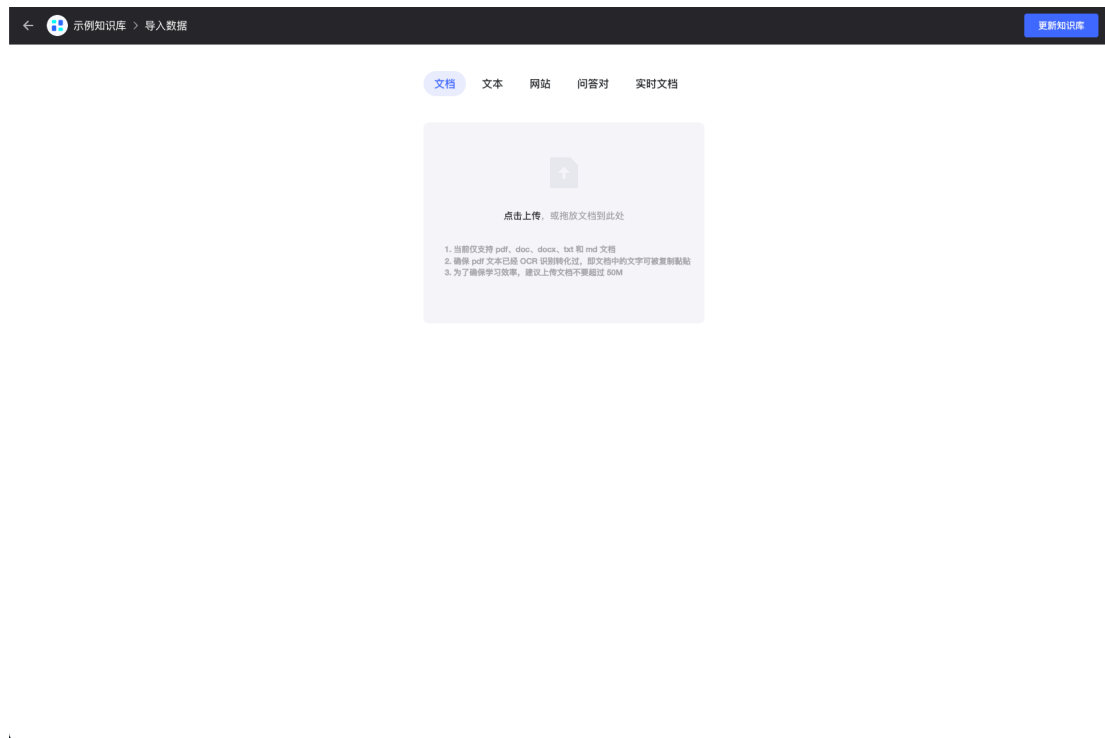 示例知识库 > 导入数据
更新知识库
文档 文本 网站 问答对 实时文档
点击上传，或拖放文档到此处
1. 当前仅支持 pdf、doc、docx、txt 和 md 文档
2. 确保 pdf 文本已经 OCR 识别转化过，即文档中的文字可被复制黏贴
3. 为了确保学习效率，建议上传文档不要超过 50M